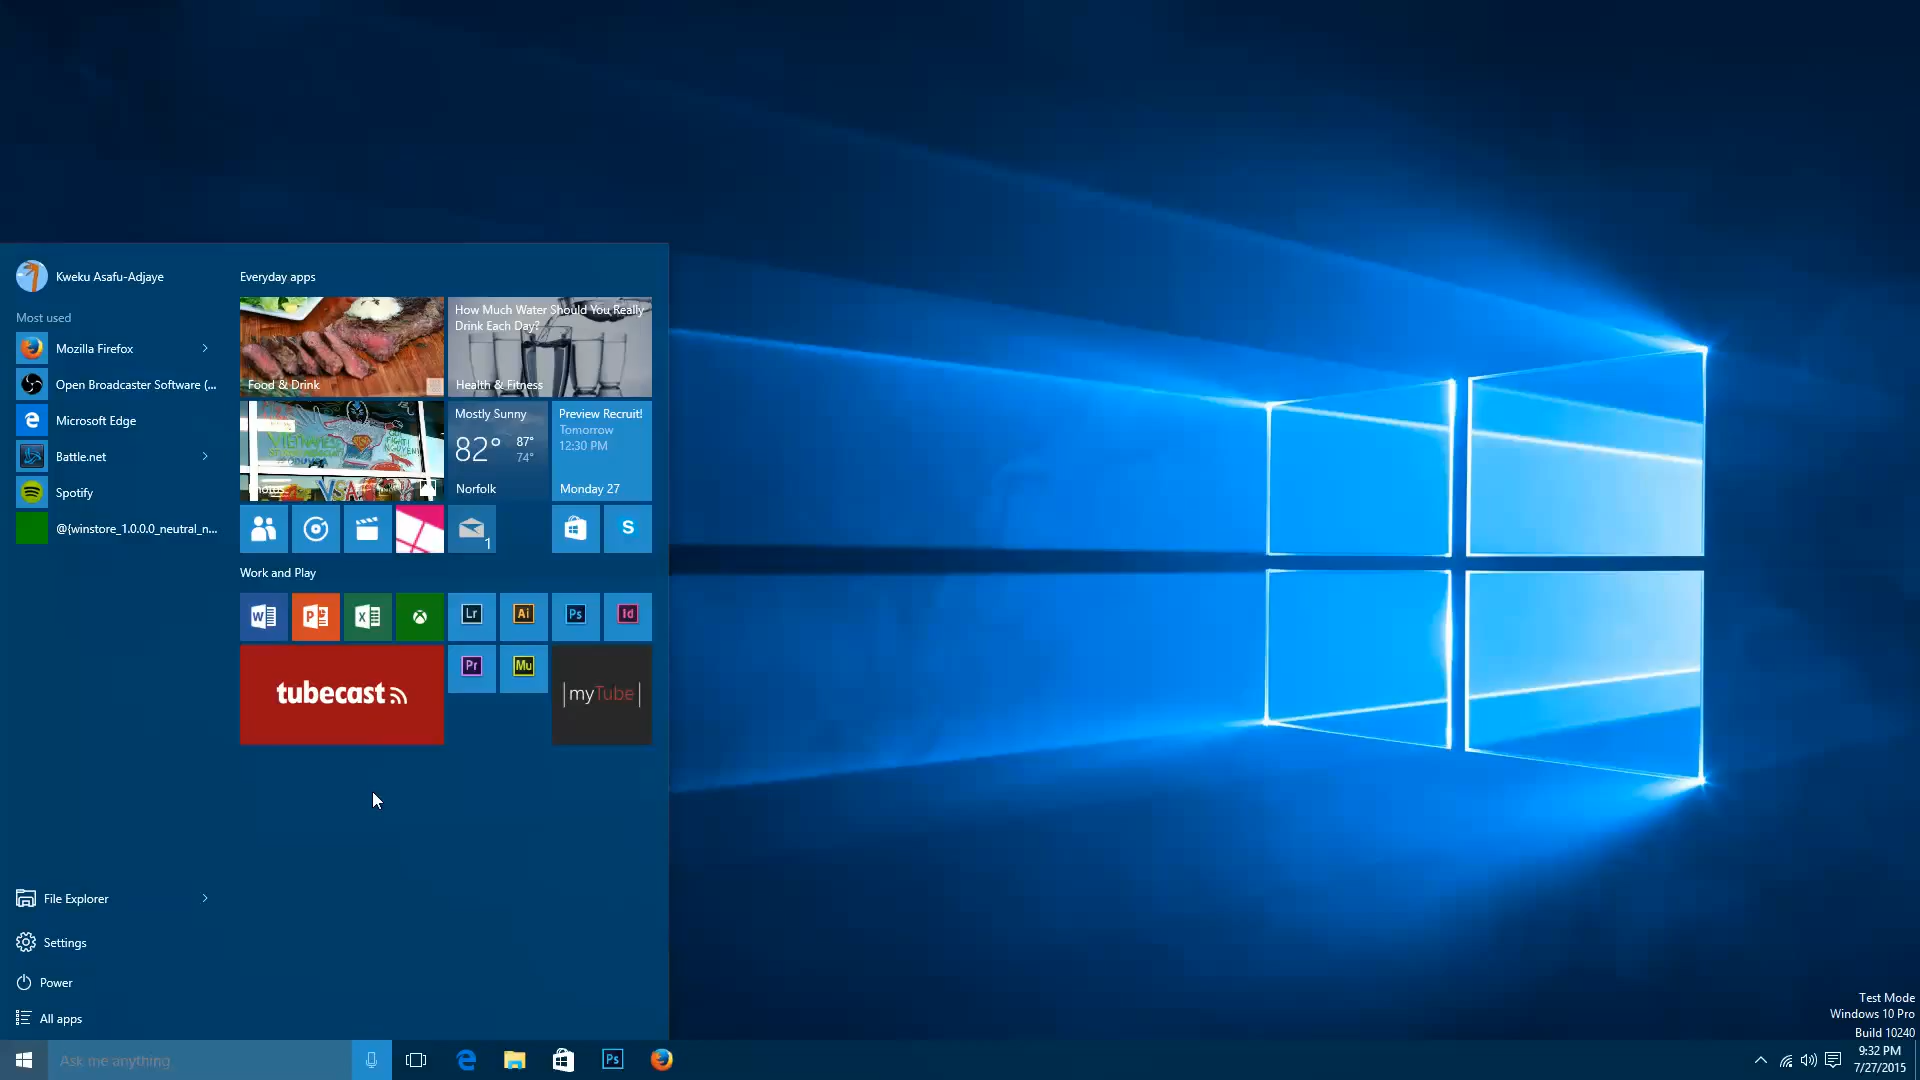 Kweku Asafu-Adjaye
Most used
Mozilla Firefox
Open Broadcaster Software (...
Microsoft Edge
Battle.net
Spotify
@{winstore_1.0.0.0_neutral_n...
File Explorer
Settings
Power
All apps
Everyday apps
Food & Drink
How Much Water Should You Really
Drink Each Day?
Health & Fitness
VIETNAMES
Photos
Mostly Sunny
82° 87°
74°
Norfolk
Preview Recruit!
Tomorrow
12:30 PM
Monday 27
1
S
Work and Play
W
P
X
Lr
Ai
Ps
Id
tubecast
Pr
Mu
|myTube|
Ask me anything
Ps
Test Mode
Windows 10 Pro
Build 10240
9:32 PM
7/27/2015